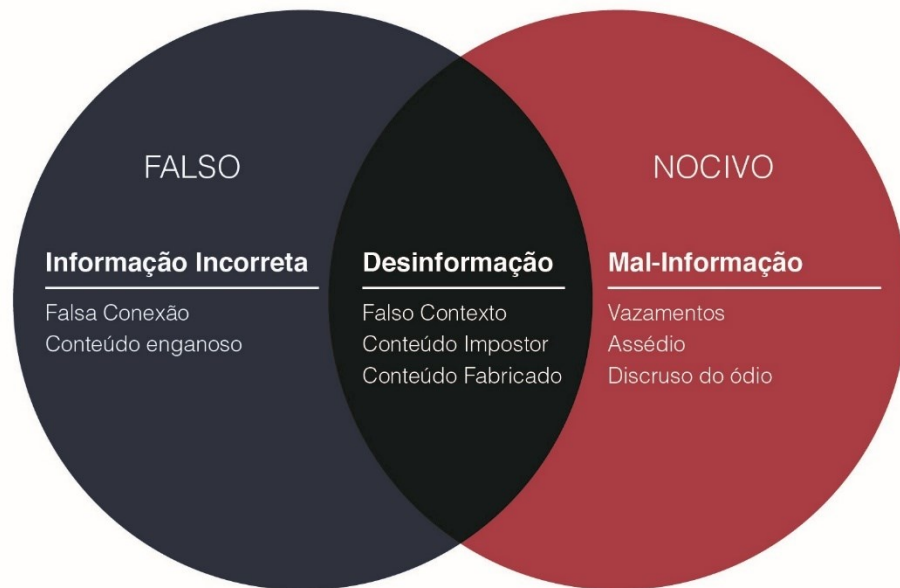 FALSO
Informação Incorreta
Falsa Conexão
Conteúdo enganoso
Desinformação
Falso Contexto
Conteúdo Impostor
Conteúdo Fabricado
NOCIVO
Mal-Informação
Vazamentos
Assédio
Discruso do ódio